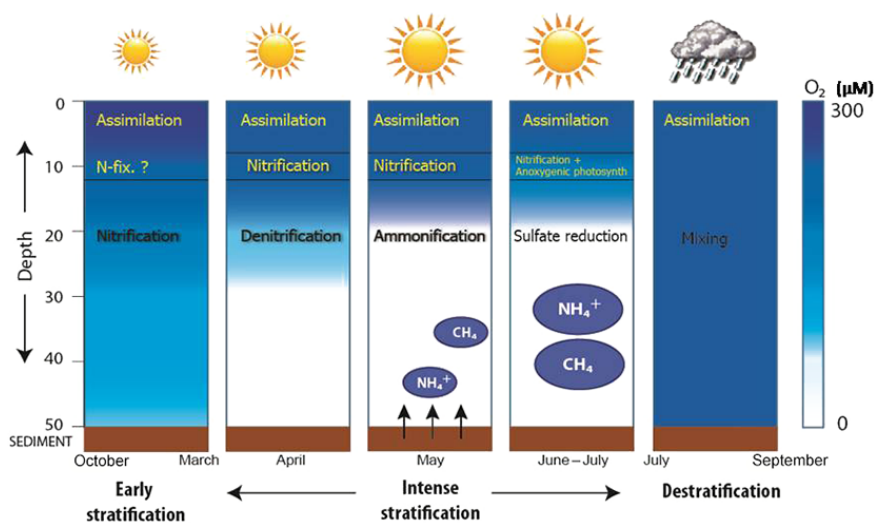 O₂ (μM)
300
0
Depth
0
10
20
30
40
50
SEDIMENT
Assimilation
N-fix. ?
Nitrification
Assimilation
Nitrification
Denitrification
Assimilation
Nitrification
Ammonification
CH₄
NH₄⁺
Assimilation
Nitrification +
Anoxygenic photosynth
Sulfate reduction
NH₄⁺
CH₄
Assimilation
Mixing
October March April May June–July July September
Early
stratification
Intense
stratification
Destratification